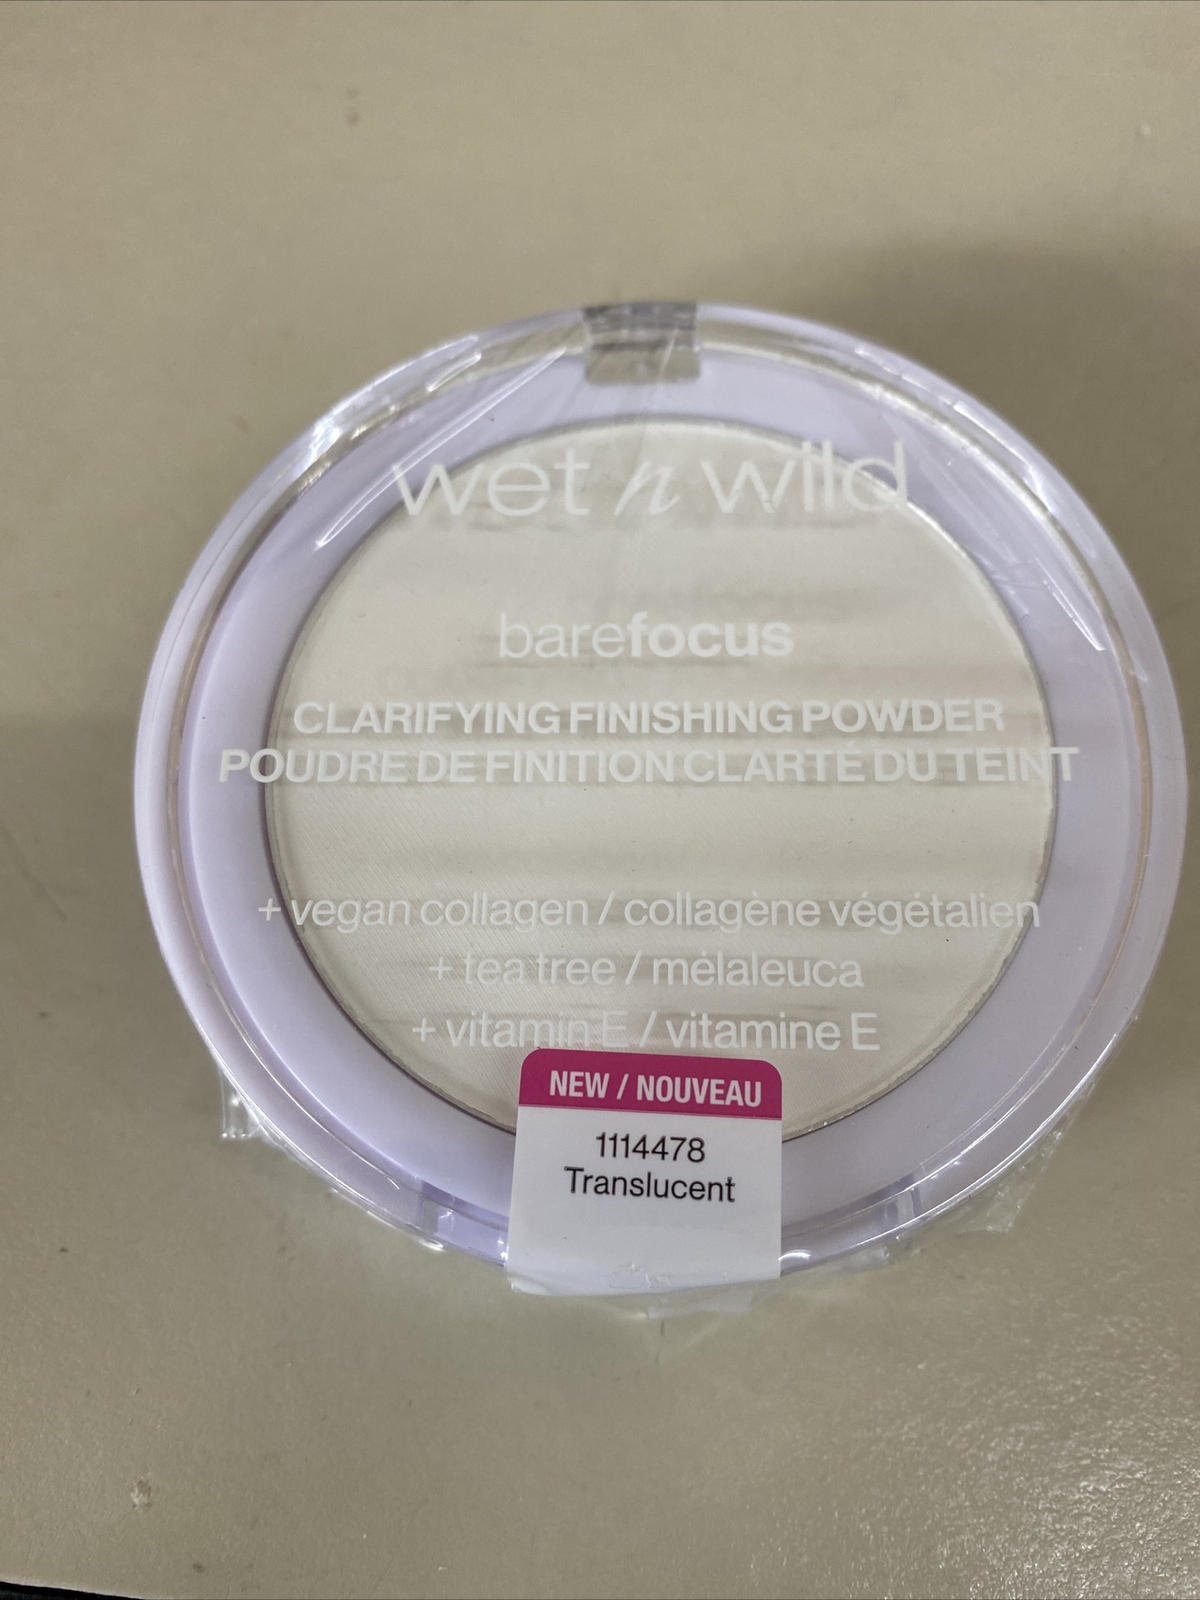 wet n wild
barefocus
CLARIFYING FINISHING POWDER
POUDRE DE FINITION CLARTÉ DU TEINT
+ vegan collagen / collagène végétalien
+ tea tree / mélaleuca
+ vitamin E / vitamine E
NEW / NOUVEAU
1114478
Translucent